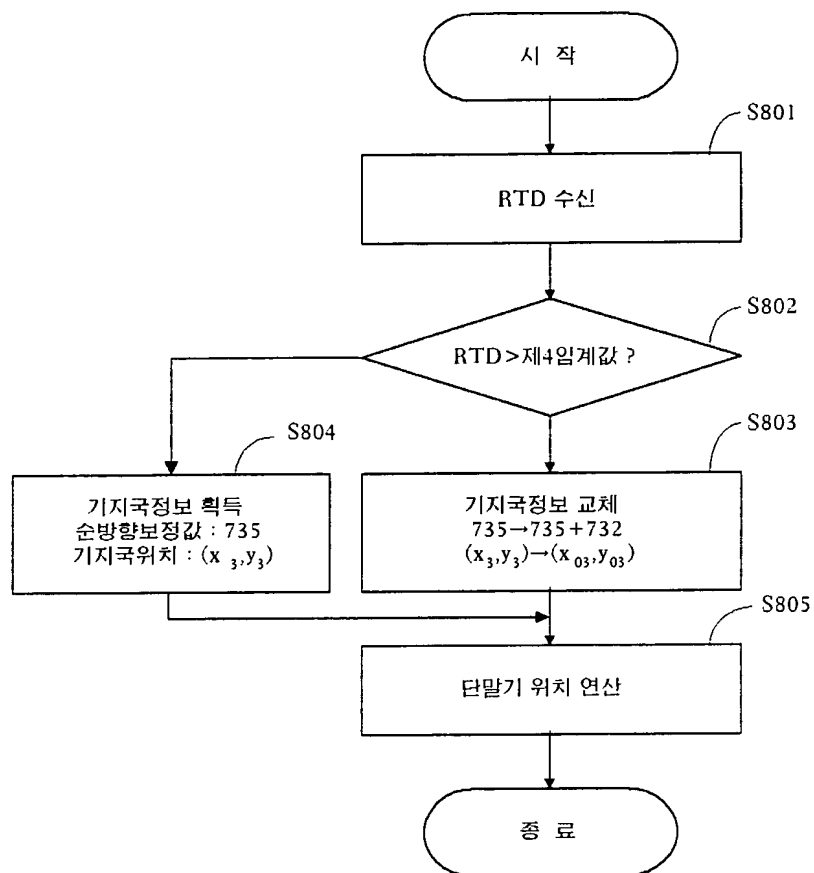 시 작
S801
RTD 수신
S802
RTD>제4임계값 ?
S804
S803
기지국정보 획득
순방향보정값 : 735
기지국위치 : (x ₃,y₃)
기지국정보 교체
735→735+732
(x₃,y₃)→(x₀₃,y₀₃)
S805
단말기 위치 연산
종 료